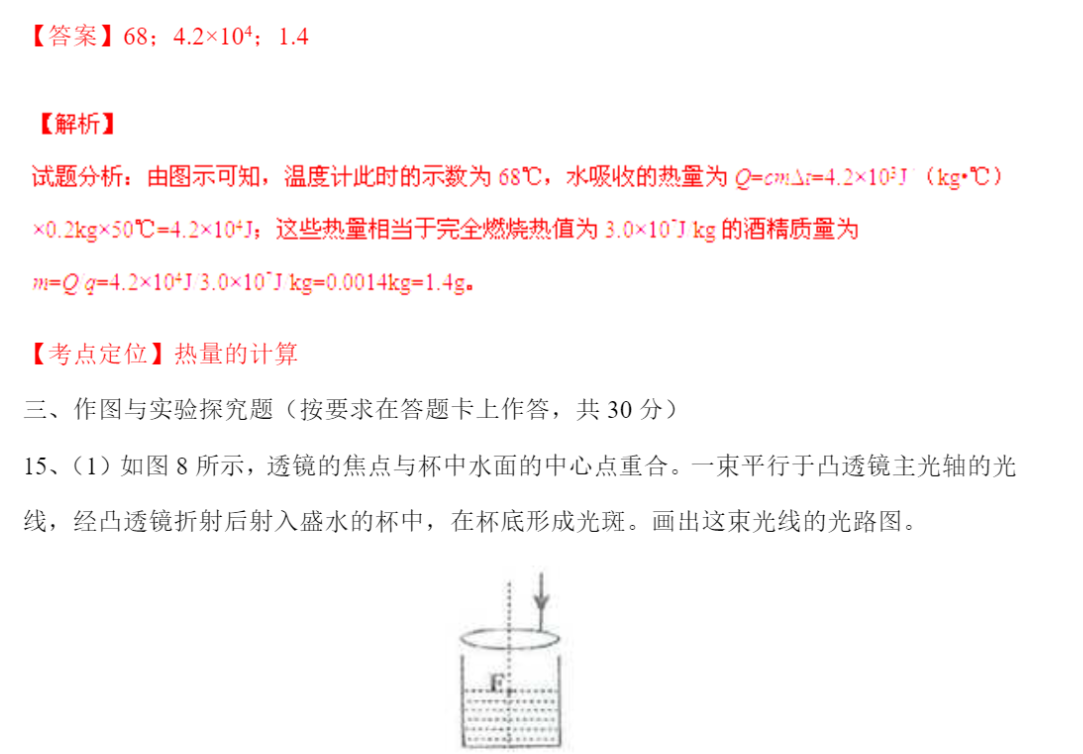 【答案】68；4.2×10⁴；1.4
【解析】
试题分析：由图示可知，温度计此时的示数为 68℃，水吸收的热量为 Q=cmΔt=4.2×10³J/（kg•℃）
×0.2kg×50℃=4.2×10⁴J；这些热量相当于完全燃烧热值为 3.0×10⁷J/kg 的酒精质量为
m=Q/q=4.2×10⁴J/3.0×10⁷J/kg=0.0014kg=1.4g。
【考点定位】热量的计算
三、作图与实验探究题（按要求在答题卡上作答，共 30 分）
15、（1）如图 8 所示，透镜的焦点与杯中水面的中心点重合。一束平行于凸透镜主光轴的光
线，经凸透镜折射后射入盛水的杯中，在杯底形成光斑。画出这束光线的光路图。
F